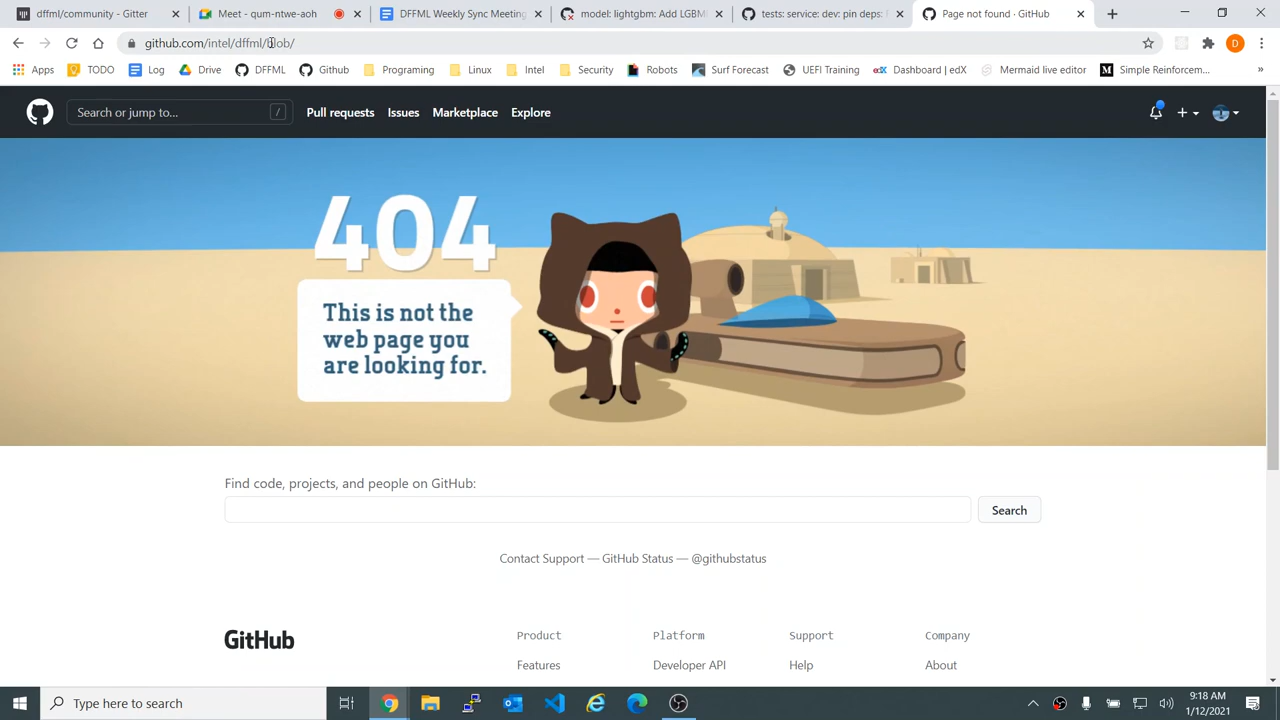 dffml/community - Gitter
Meet - qum-ntwe-aoh
DFFML Weekly Sync Meeting
model: lightgbm: Add LGBM
tests: service: dev: pin deps:
Page not found · GitHub
github.com/intel/dffml/blob/
D
Apps
TODO
Log
Drive
DFFML
Github
Programing
Linux
Intel
Security
Robots
Surf Forecast
UEFI Training
edX
Dashboard | edX
Mermaid live editor
M
Simple Reinforcem...
Search or jump to...
/
Pull requests
Issues
Marketplace
Explore
404
This is not the
web page you
are looking for.
Find code, projects, and people on GitHub:
Search
Contact Support — GitHub Status — @githubstatus
GitHub
Product
Platform
Support
Company
Features
Developer API
Help
About
Type here to search
9:18 AM
1/12/2021